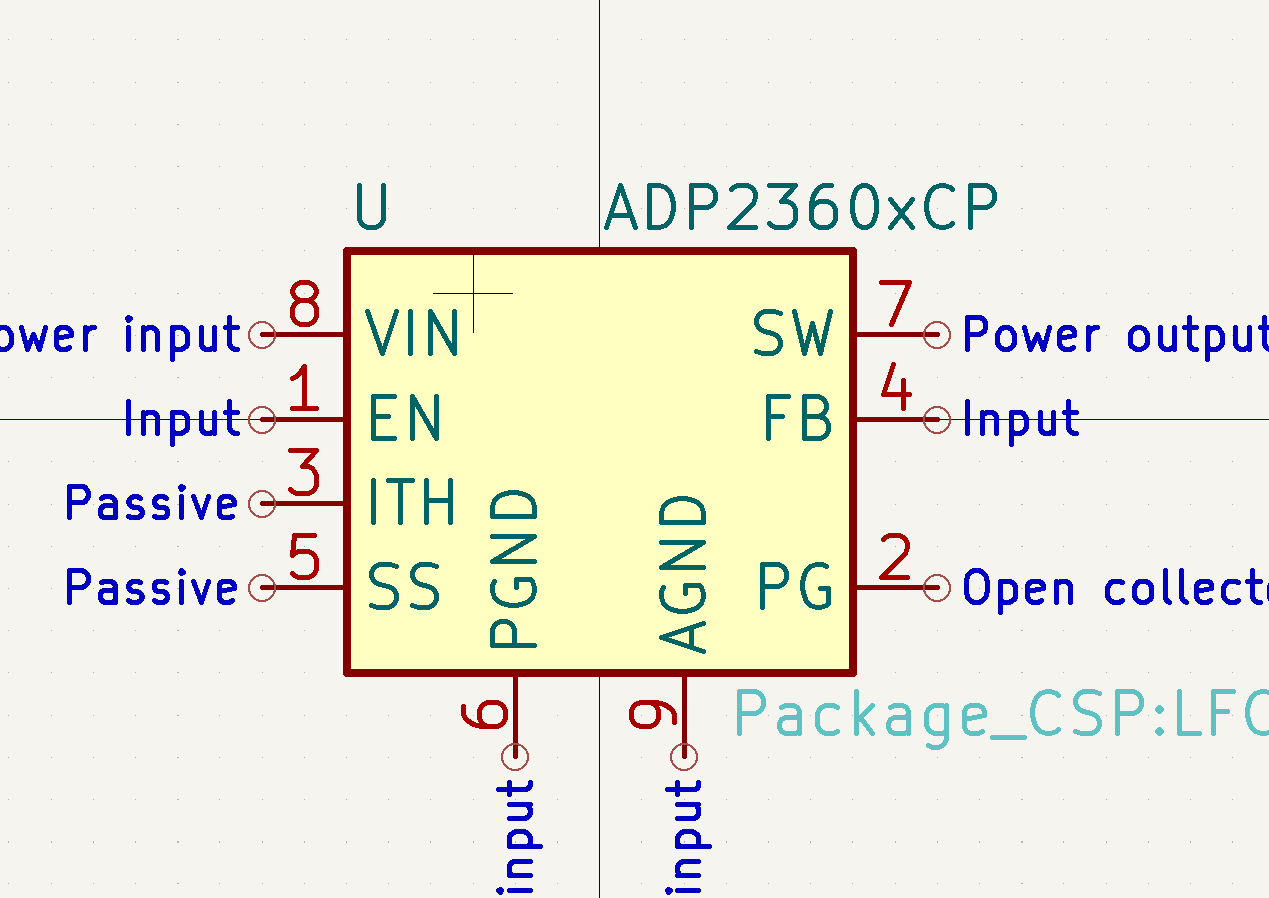 U
ADP2360xCP
8
ower input
VIN
1
Input
EN
3
Passive
ITH
5
Passive
SS
7
Power output
SW
4
Input
FB
2
Open collect
PG
PGND
6
input
AGND
9
input
Package_CSP:LFC